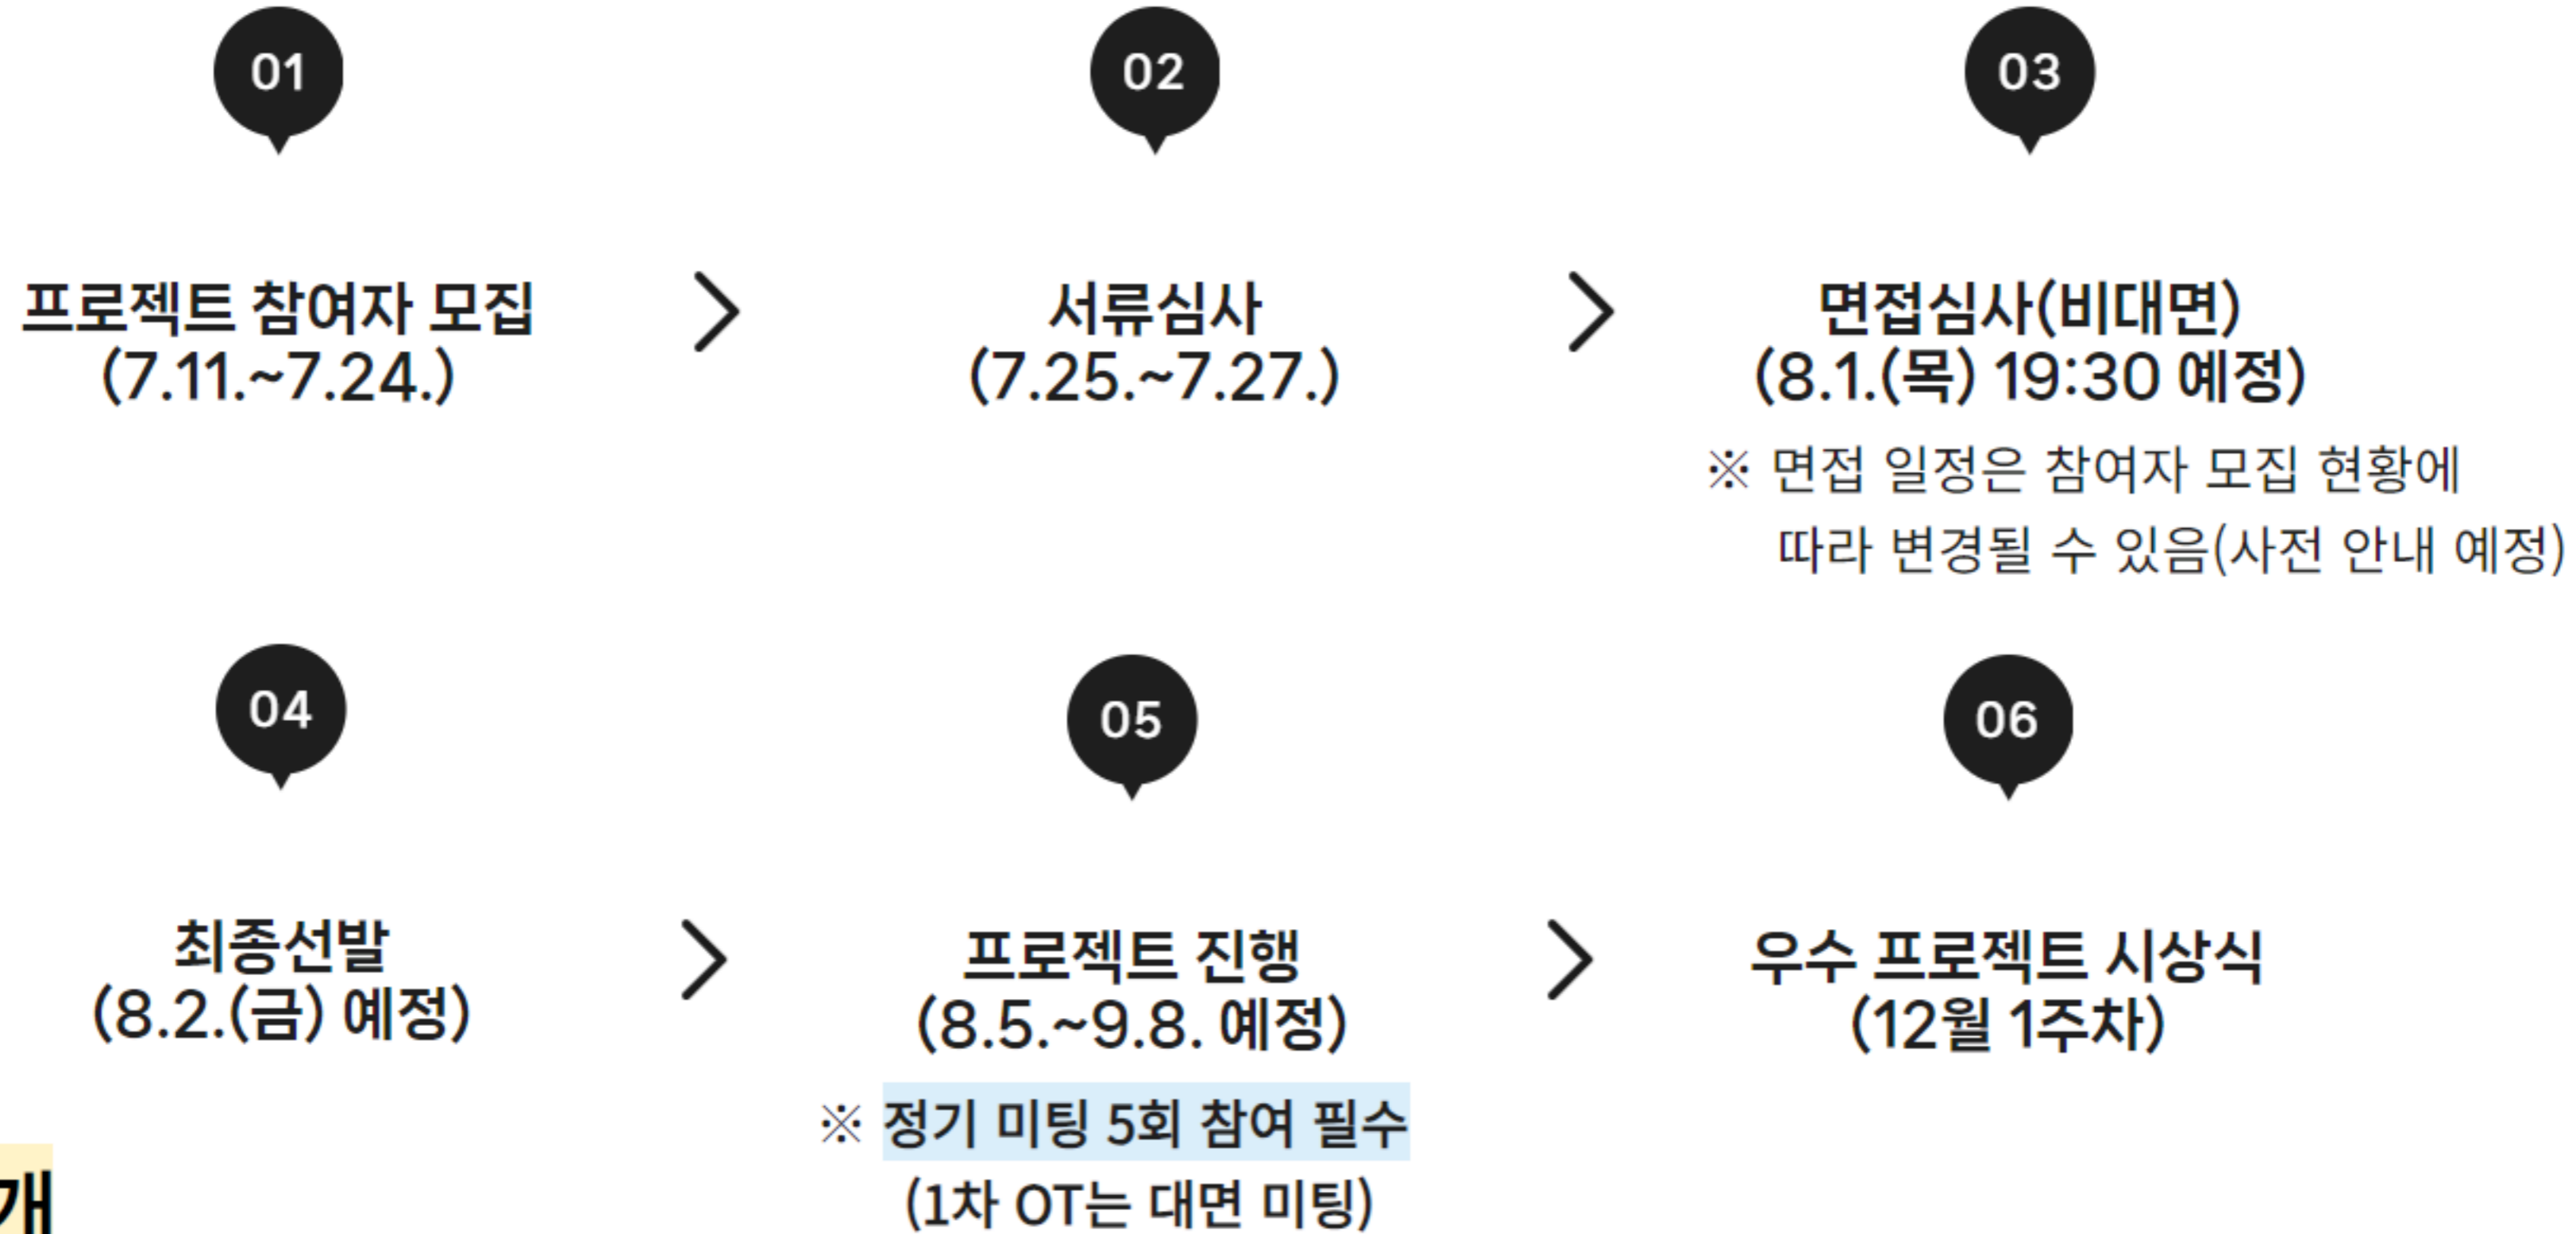 01
프로젝트 참여자 모집
(7.11.~7.24.)
02
서류심사
(7.25.~7.27.)
03
면접심사(비대면)
(8.1.(목) 19:30 예정)
※ 면접 일정은 참여자 모집 현황에
따라 변경될 수 있음(사전 안내 예정)
04
최종선발
(8.2.(금) 예정)
05
프로젝트 진행
(8.5.~9.8. 예정)
※ 정기 미팅 5회 참여 필수
(1차 OT는 대면 미팅)
06
우수 프로젝트 시상식
(12월 1주차)
개